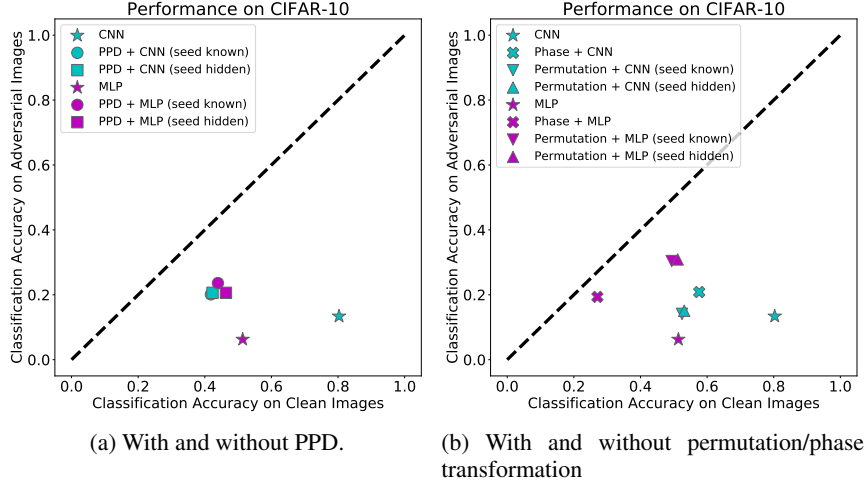 Performance on CIFAR-10
Classification Accuracy on Adversarial Images
1.0
0.8
0.6
0.4
0.2
0.0
CNN
PPD + CNN (seed known)
PPD + CNN (seed hidden)
MLP
PPD + MLP (seed known)
PPD + MLP (seed hidden)
0.0 0.2 0.4 0.6 0.8 1.0
Classification Accuracy on Clean Images
(a) With and without PPD.
Performance on CIFAR-10
Classification Accuracy on Adversarial Images
1.0
0.8
0.6
0.4
0.2
0.0
CNN
Phase + CNN
Permutation + CNN (seed known)
Permutation + CNN (seed hidden)
MLP
Phase + MLP
Permutation + MLP (seed known)
Permutation + MLP (seed hidden)
0.0 0.2 0.4 0.6 0.8 1.0
Classification Accuracy on Clean Images
(b) With and without permutation/phase
transformation